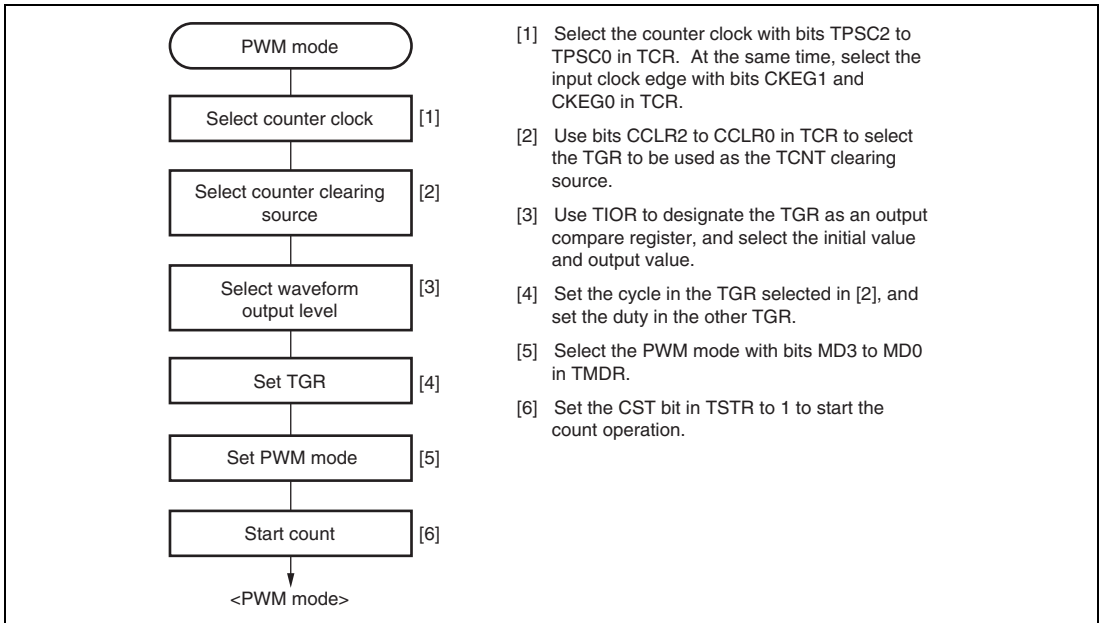 PWM mode
Select counter clock
[1]
Select counter clearing
source
[2]
Select waveform
output level
[3]
Set TGR
[4]
Set PWM mode
[5]
Start count
[6]
<PWM mode>
[1] Select the counter clock with bits TPSC2 to
TPSC0 in TCR. At the same time, select the
input clock edge with bits CKEG1 and
CKEG0 in TCR.
[2] Use bits CCLR2 to CCLR0 in TCR to select
the TGR to be used as the TCNT clearing
source.
[3] Use TIOR to designate the TGR as an output
compare register, and select the initial value
and output value.
[4] Set the cycle in the TGR selected in [2], and
set the duty in the other TGR.
[5] Select the PWM mode with bits MD3 to MD0
in TMDR.
[6] Set the CST bit in TSTR to 1 to start the
count operation.